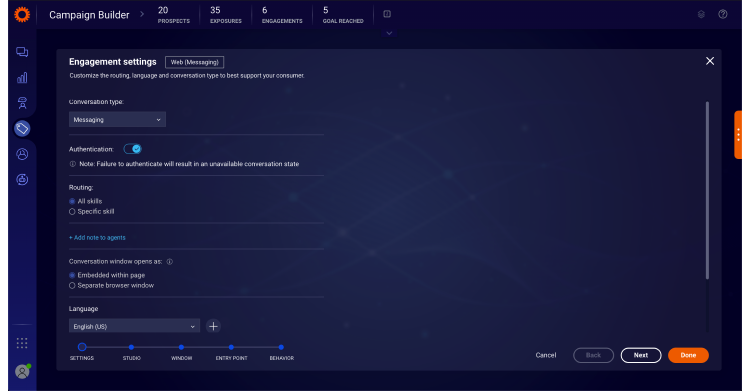 Campaign Builder
20 PROSPECTS
35 EXPOSURES
6 ENGAGEMENTS
5 GOAL REACHED
Engagement settings Web (Messaging)
Customize the routing, language and conversation type to best support your consumer.
Conversation type:
Messaging
Authentication:
Note: Failure to authenticate will result in an unavailable conversation state
Routing:
All skills
Specific skill
+ Add note to agents
Conversation window opens as:
Embedded within page
Separate browser window
Language
English (US)
SETTINGS STUDIO WINDOW ENTRY POINT BEHAVIOR
Cancel Back Next Done